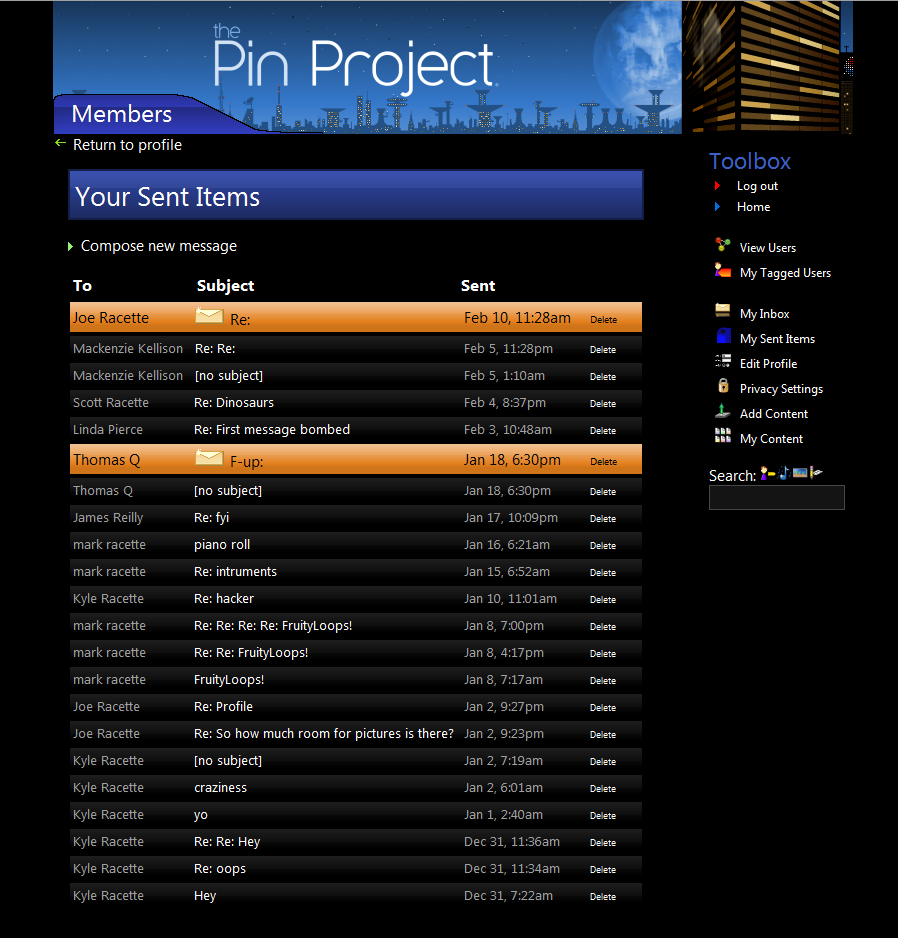 the
Pin Project
Members
Return to profile
Your Sent Items
Compose new message
To Subject Sent
Joe Racette Re: Feb 10, 11:28am Delete
Mackenzie Kellison Re: Re: Feb 5, 11:28pm Delete
Mackenzie Kellison [no subject] Feb 5, 1:10am Delete
Scott Racette Re: Dinosaurs Feb 4, 8:37pm Delete
Linda Pierce Re: First message bombed Feb 3, 10:48am Delete
Thomas Q F-up: Jan 18, 6:30pm Delete
Thomas Q [no subject] Jan 18, 6:30pm Delete
James Reilly Re: fyi Jan 17, 10:09pm Delete
mark racette piano roll Jan 16, 6:21am Delete
mark racette Re: intruments Jan 15, 6:52am Delete
Kyle Racette Re: hacker Jan 10, 11:01am Delete
mark racette Re: Re: Re: Re: FruityLoops! Jan 8, 7:00pm Delete
mark racette Re: Re: FruityLoops! Jan 8, 4:17pm Delete
mark racette FruityLoops! Jan 8, 7:17am Delete
Joe Racette Re: Profile Jan 2, 9:27pm Delete
Joe Racette Re: So how much room for pictures is there? Jan 2, 9:23pm Delete
Kyle Racette [no subject] Jan 2, 7:19am Delete
Kyle Racette craziness Jan 2, 6:01am Delete
Kyle Racette yo Jan 1, 2:40am Delete
Kyle Racette Re: Re: Hey Dec 31, 11:36am Delete
Kyle Racette Re: oops Dec 31, 11:34am Delete
Kyle Racette Hey Dec 31, 7:22am Delete
Toolbox
Log out
Home
View Users
My Tagged Users
My Inbox
My Sent Items
Edit Profile
Privacy Settings
Add Content
My Content
Search: